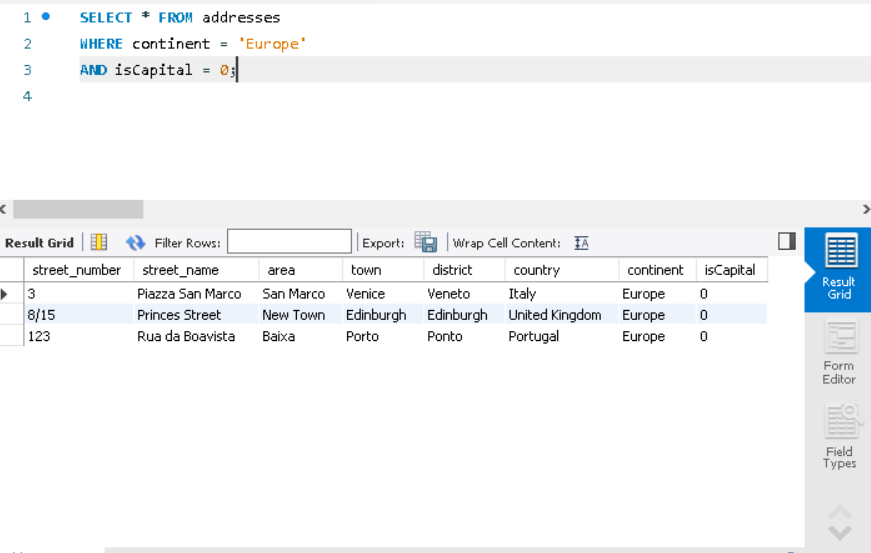 1 SELECT * FROM addresses
2 WHERE continent = 'Europe'
3 AND isCapital = 0;
4
Result Grid Filter Rows: Export: Wrap Cell Content:
street_number street_name area town district country continent isCapital
3 Piazza San Marco San Marco Venice Veneto Italy Europe 0
8/15 Princes Street New Town Edinburgh Edinburgh United Kingdom Europe 0
123 Rua da Boavista Baixa Porto Ponto Portugal Europe 0
Result
Grid
Form
Editor
Field
Types